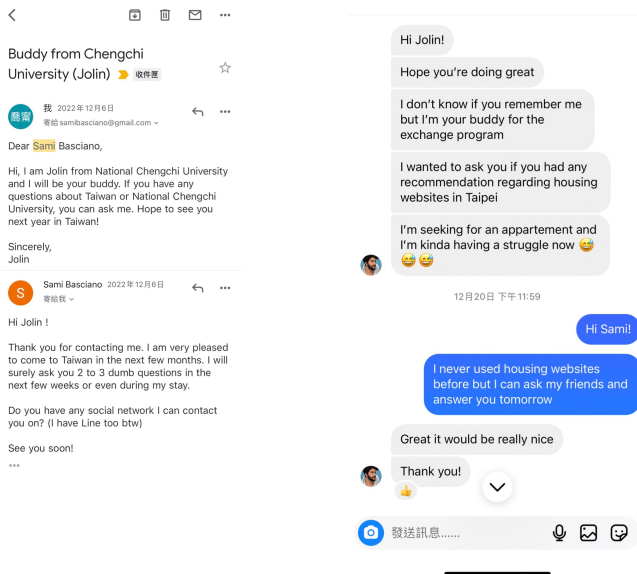 Buddy from Chengchi
University (Jolin)
收件匣
喬甯
我 2022年12月6日
寄給 samibasciano@gmail.com
Dear Sami Basciano,
Hi, I am Jolin from National Chengchi University
and I will be your buddy. If you have any
questions about Taiwan or National Chengchi
University, you can ask me. Hope to see you
next year in Taiwan!
Sincerely,
Jolin
S
Sami Basciano 2022年12月6日
寄給我
Hi Jolin !
Thank you for contacting me. I am very pleased
to come to Taiwan in the next few months. I will
surely ask you 2 to 3 dumb questions in the
next few weeks or even during my stay.
Do you have any social network I can contact
you on? (I have Line too btw)
See you soon!
Hi Jolin!
Hope you're doing great
I don't know if you remember me
but I'm your buddy for the
exchange program
I wanted to ask you if you had any
recommendation regarding housing
websites in Taipei
I'm seeking for an appartement and
I'm kinda having a struggle now 😅
😅😅
12月20日 下午11:59
Hi Sami!
I never used housing websites
before but I can ask my friends and
answer you tomorrow
Great it would be really nice
Thank you!
👍
發送訊息......